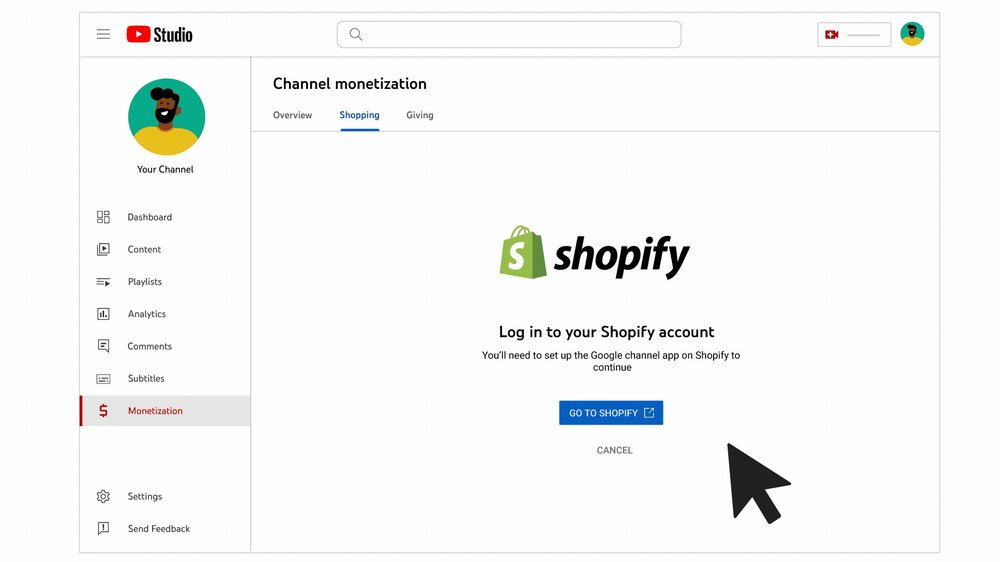 Studio
Your Channel
Dashboard
Content
Playlists
Analytics
Comments
Subtitles
Monetization
Settings
Send Feedback
Channel monetization
Overview Shopping Giving
shopify
Log in to your Shopify account
You'll need to set up the Google channel app on Shopify to
continue
GO TO SHOPIFY
CANCEL